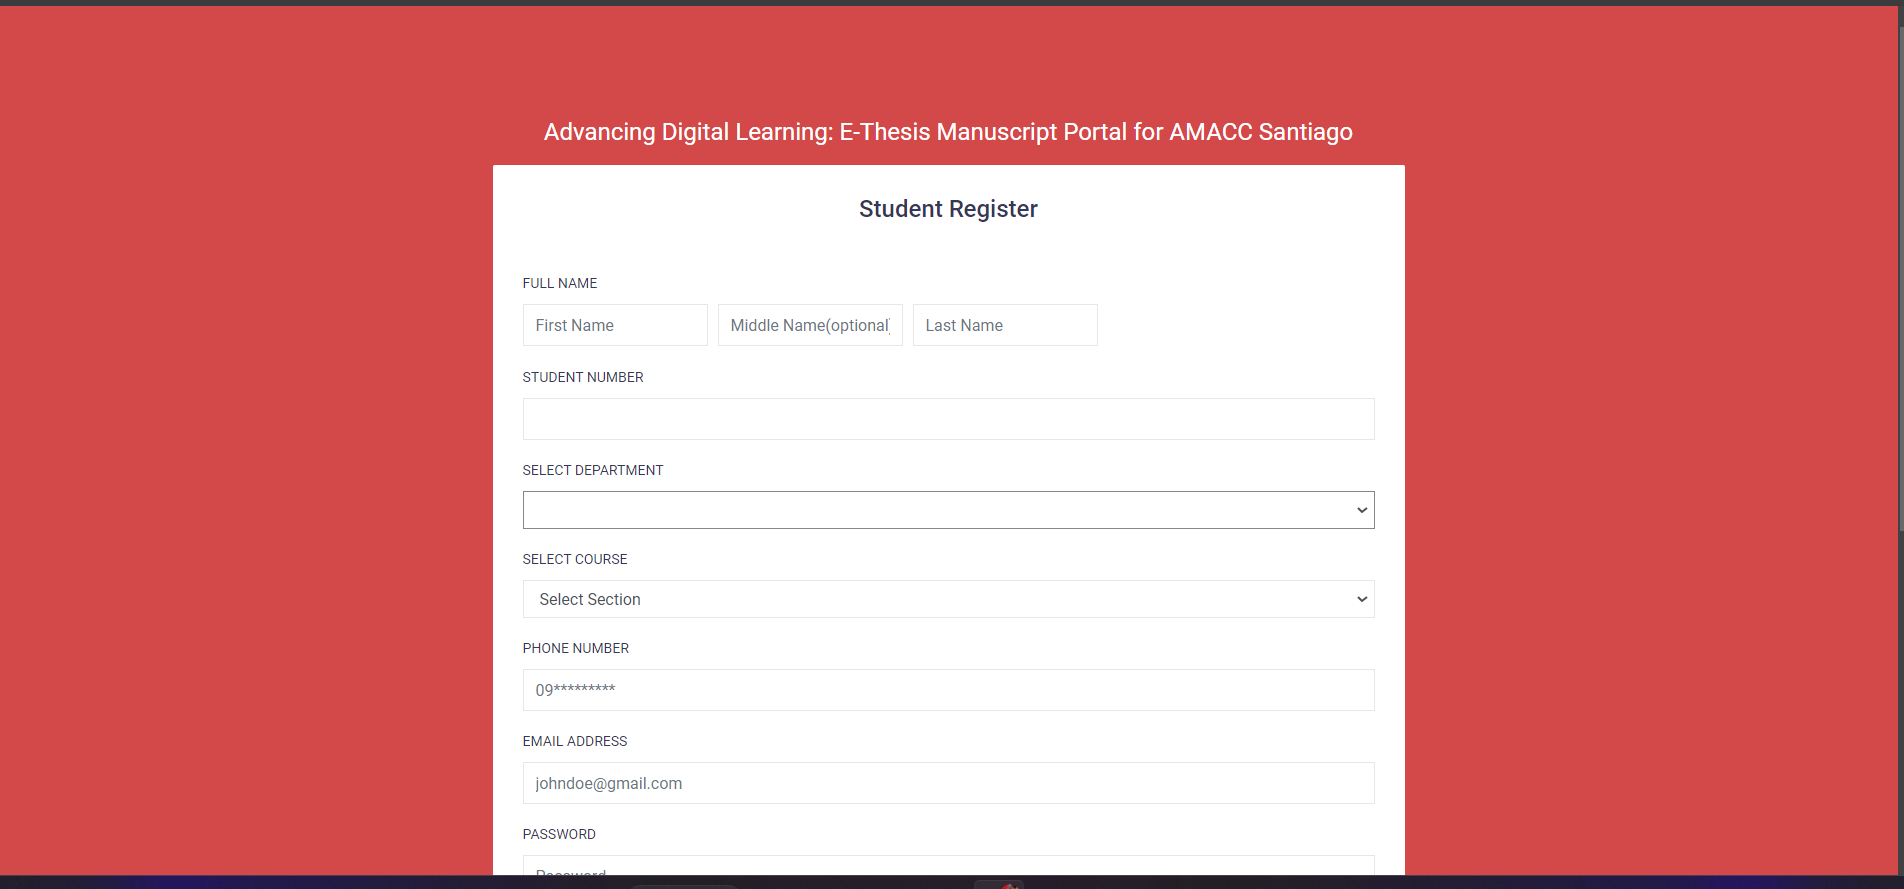 Advancing Digital Learning: E-Thesis Manuscript Portal for AMACC Santiago
Student Register
FULL NAME
First Name Middle Name(optional) Last Name
STUDENT NUMBER
SELECT DEPARTMENT
SELECT COURSE
Select Section
PHONE NUMBER
09*********
EMAIL ADDRESS
johndoe@gmail.com
PASSWORD
Password